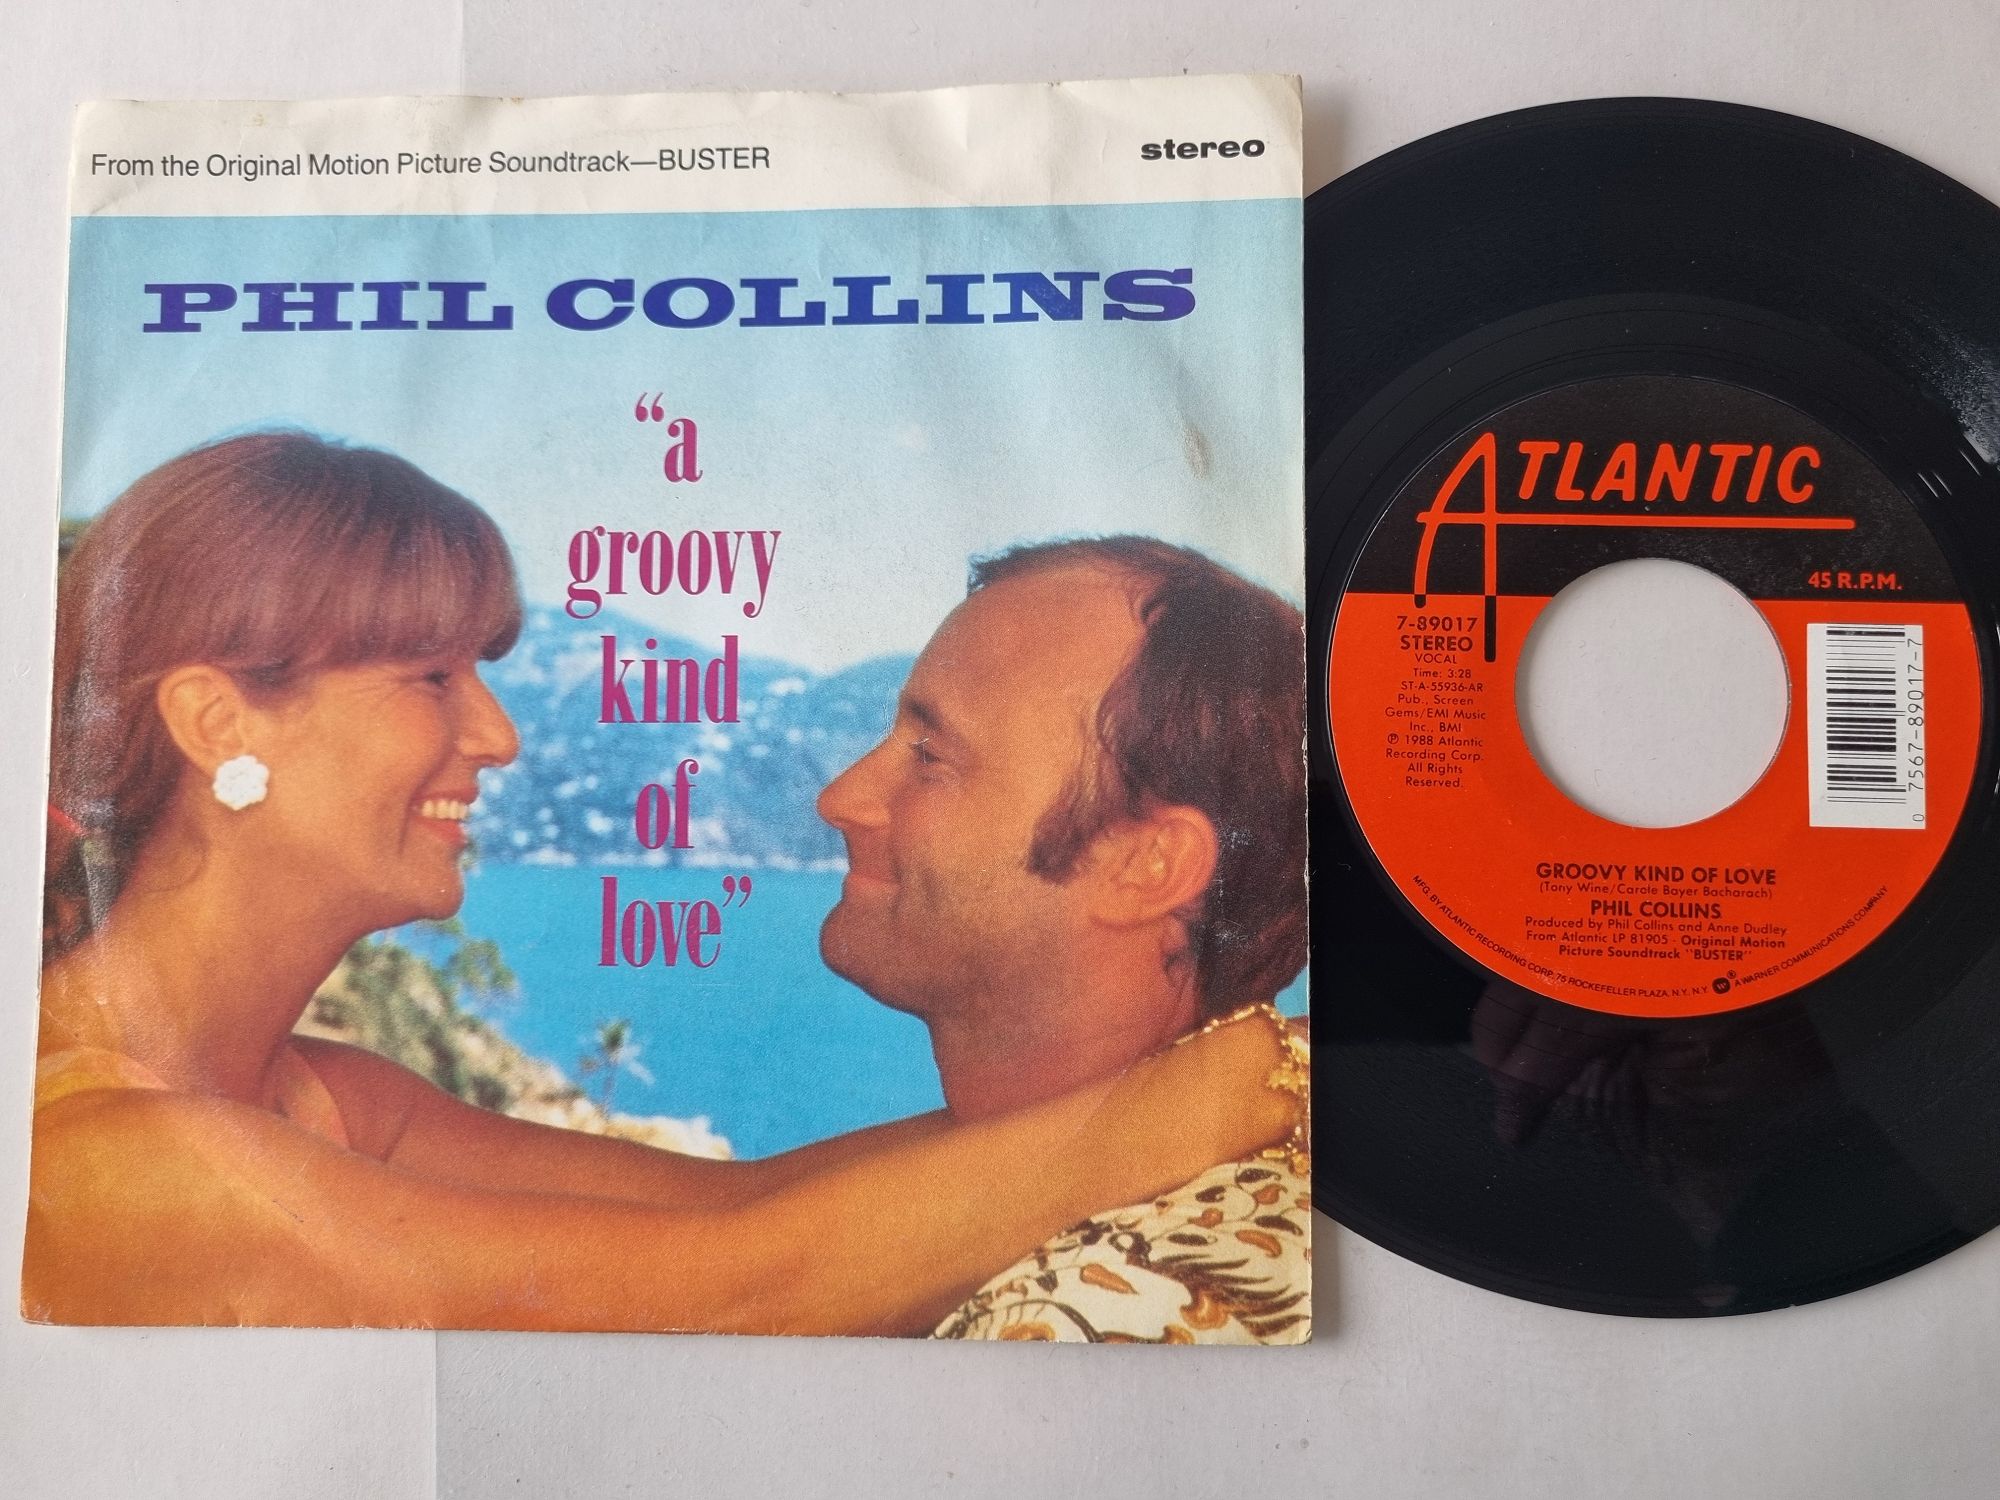 From the Original Motion Picture Soundtrack—BUSTER
stereo
PHIL COLLINS
“a
groovy
kind
of
love”
ATLANTIC
45 R.P.M.
7-89017
STEREO
VOCAL
Time: 3:28
ST-A-55936-AR
Pub., Screen
Gems/EMI Music
Inc., BMI
℗ 1988 Atlantic
Recording Corp.
All Rights
Reserved.
0 7567-89017-7
GROOVY KIND OF LOVE
(Tony Wine/Carole Bayer Bacharach)
PHIL COLLINS
Produced by Phil Collins and Anne Dudley
From Atlantic LP 81905 - Original Motion
Picture Soundtrack "BUSTER"
MFG. BY ATLANTIC RECORDING CORP. 75 ROCKEFELLER PLAZA, N.Y. N.Y. ® A WARNER COMMUNICATIONS COMPANY